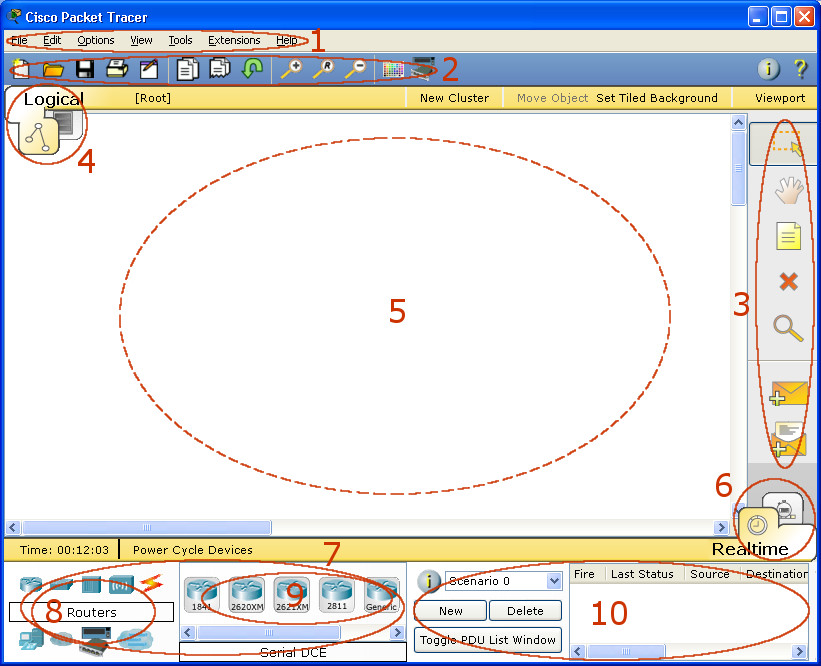 Cisco Packet Tracer
File Edit Options View Tools Extensions Help 1
2
Logical [Root] New Cluster Move Object Set Tiled Background Viewport
4
5
3
6
Time: 00:12:03 Power Cycle Devices
Realtime
7
1841 2620XM 2621XM 2811 Generic
9
8 Routers
Serial DCE
i Scenario 0
New Delete
Toggle PDU List Window
Fire Last Status Source Destination
10